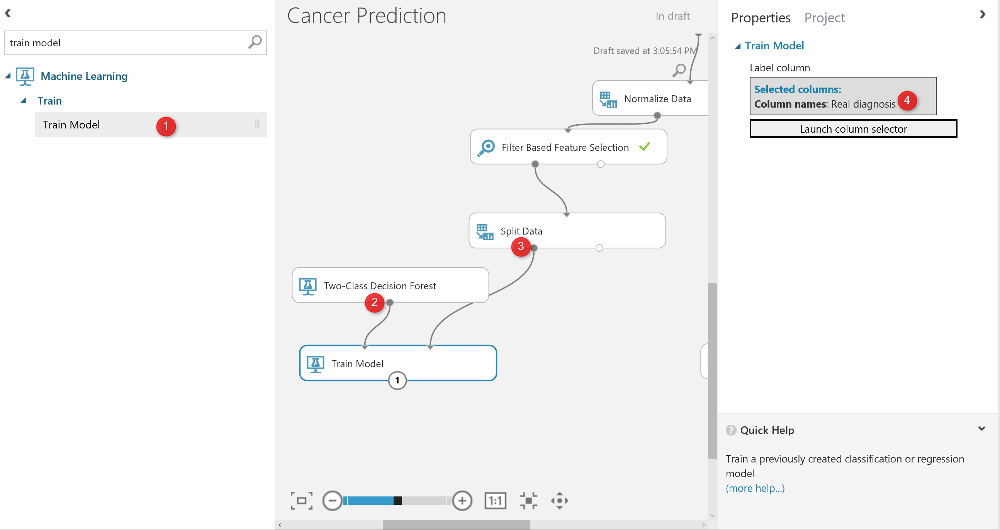 train model
Machine Learning
Train
Train Model
1
Cancer Prediction
In draft
Draft saved at 3:05:54 PM
Normalize Data
Filter Based Feature Selection
Split Data
3
Two-Class Decision Forest
2
Train Model
1
1:1
Properties Project
Train Model
Label column
Selected columns:
Column names: Real diagnosis
4
Launch column selector
? Quick Help
Train a previously created classification or regression
model
(more help...)